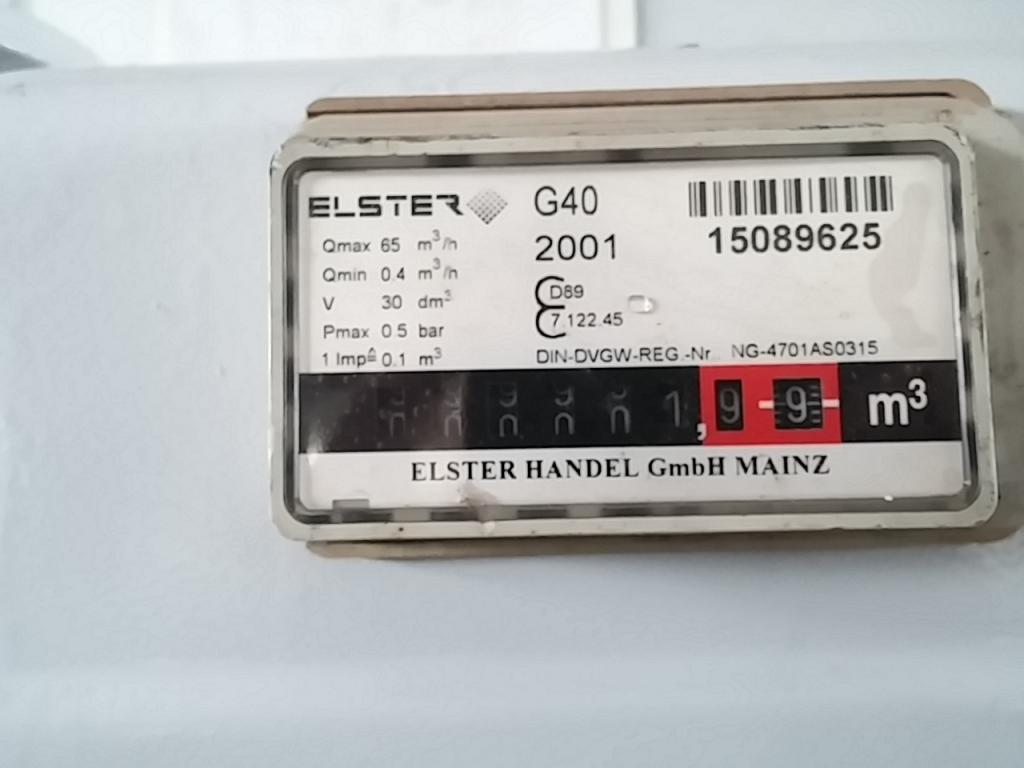 ELSTER G40
15089625
2001
Qmax 65 m³/h
Qmin 0.4 m³/h
V 30 dm³
Pmax 0.5 bar
1 Imp≙ 0.1 m³
D89
7.122.45
DIN-DVGW-REG.-Nr. NG-4701AS0315
1,99 m³
ELSTER HANDEL GmbH MAINZ